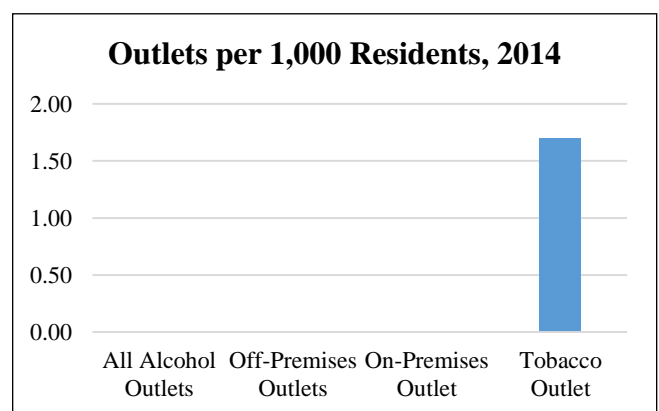 Outlets per 1,000 Residents, 2014
2.00
1.50
1.00
0.50
0.00
All Alcohol Outlets
Off-Premises Outlets
On-Premises Outlet
Tobacco Outlet